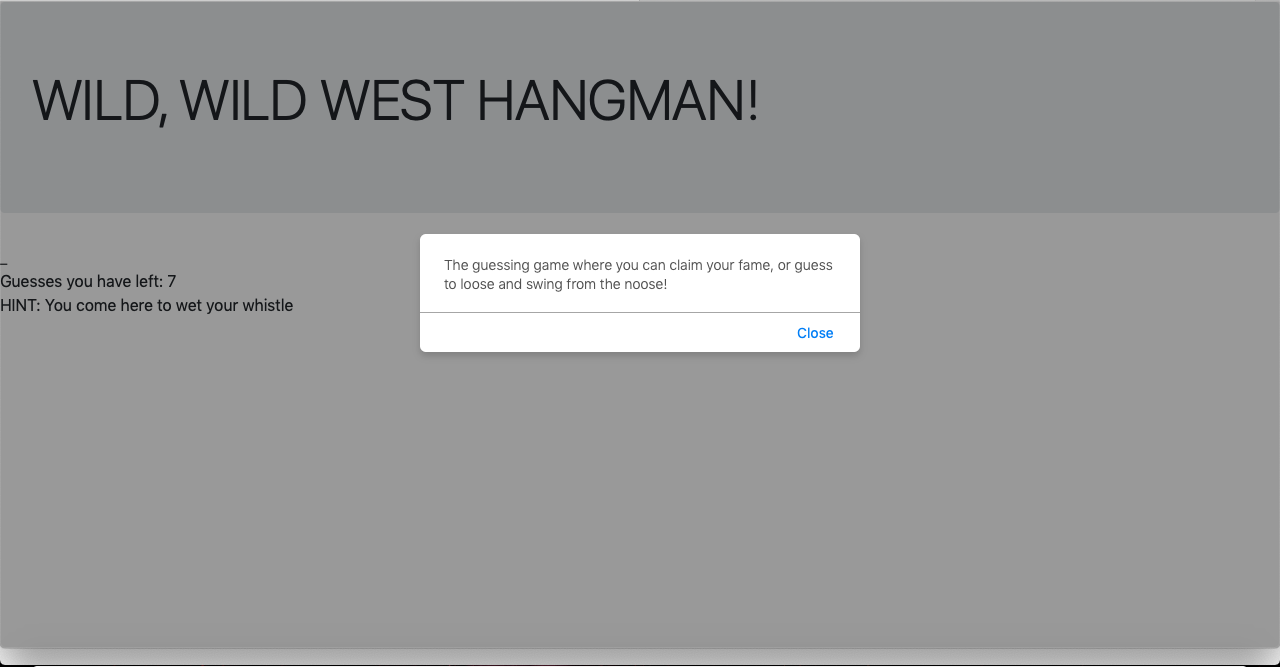 WILD, WILD WEST HANGMAN!
_
Guesses you have left: 7
HINT: You come here to wet your whistle
The guessing game where you can claim your fame, or guess
to loose and swing from the noose!
Close